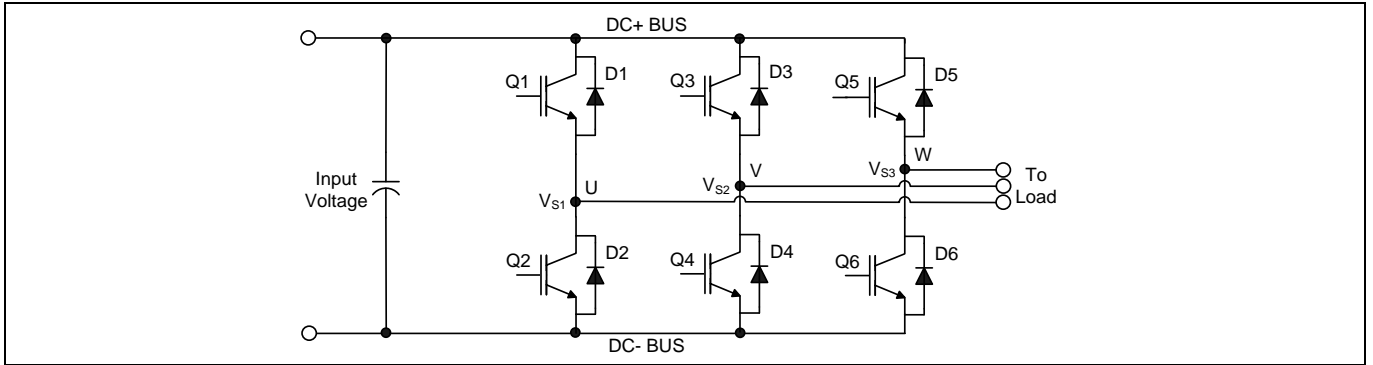 DC+ BUS
Q1
D1
Q3
D3
Q5
D5
Input
Voltage
VS1
U
VS2
V
VS3
W
To
Load
Q2
D2
Q4
D4
Q6
D6
DC- BUS